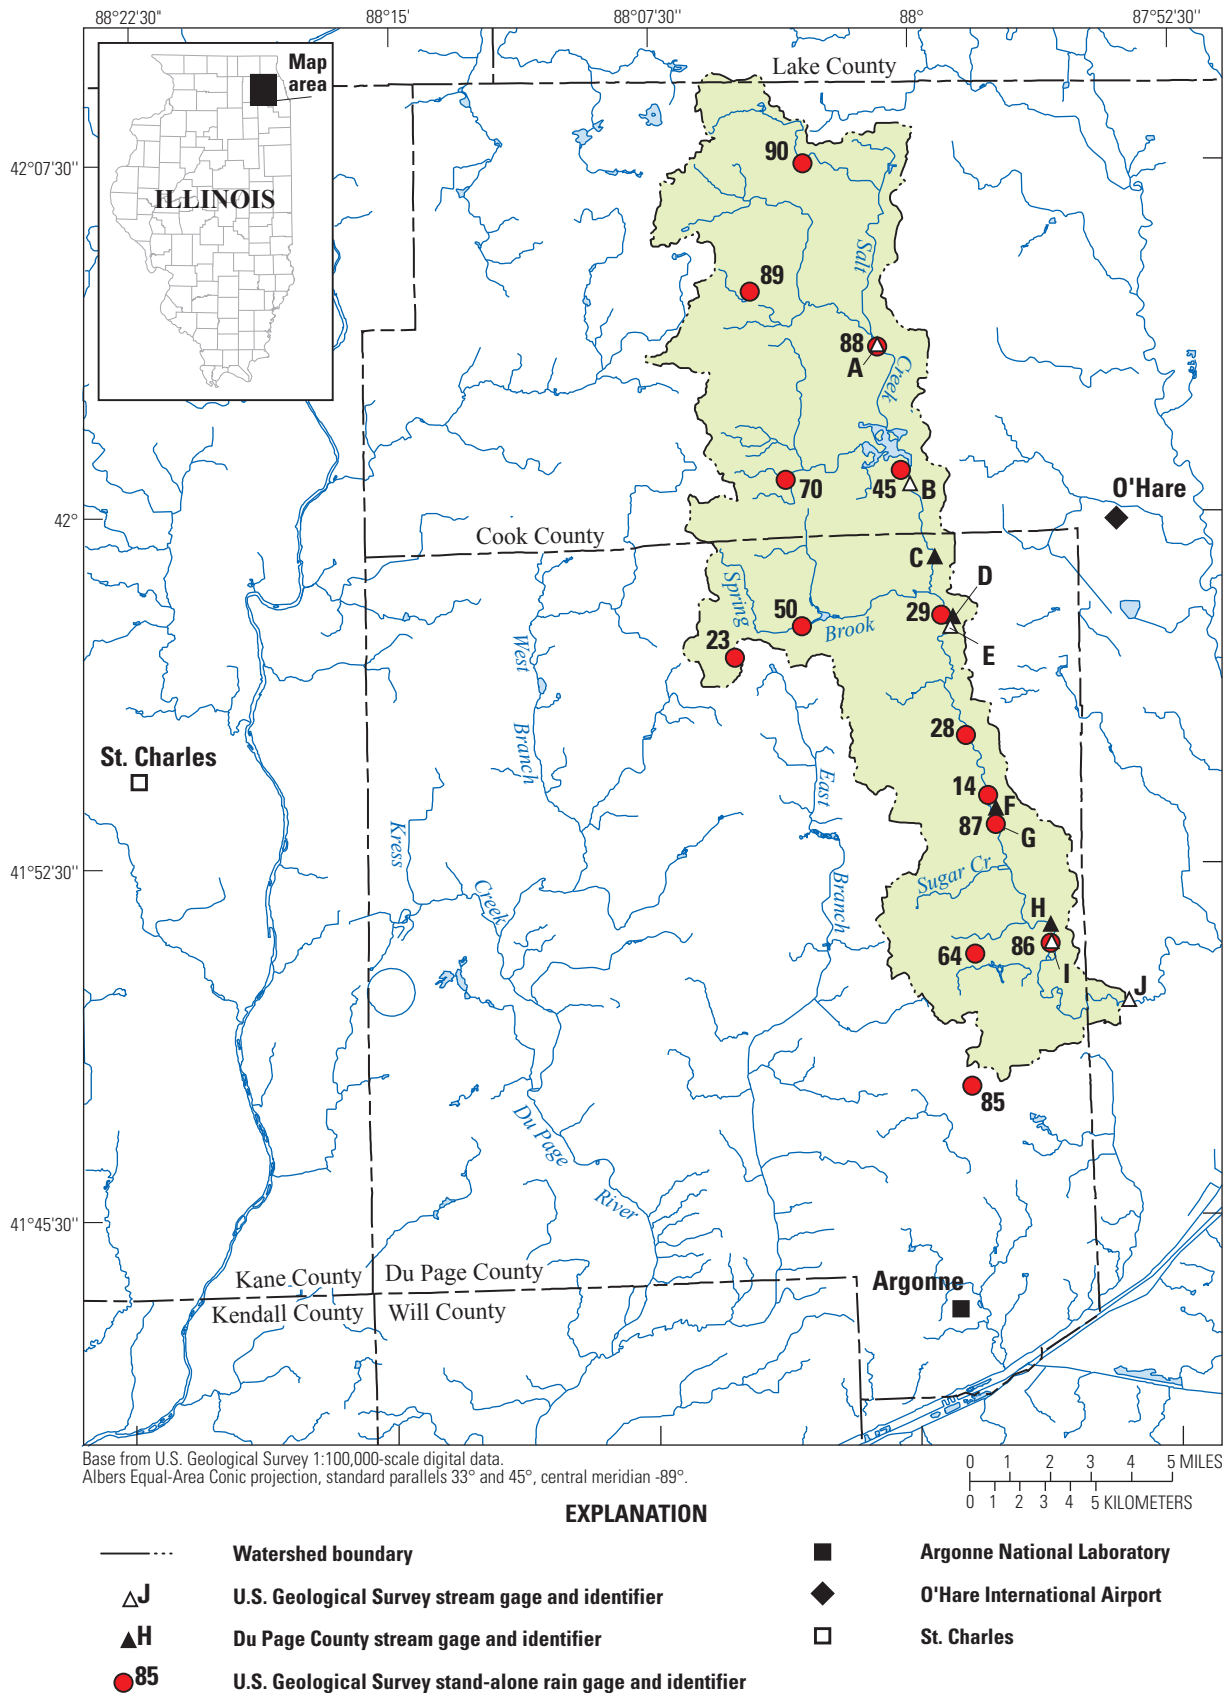 88°22'30"
88°15'
88°07'30"
88°
87°52'30"
Map
area
ILLINOIS
Lake County
42°07'30"
90
Salt
89
88
A
Creek
70
45
B
O'Hare
42°
Cook County
C
D
Spring
50
Brook
29
E
23
West
Branch
28
St. Charles
East
14
F
87
G
Kress
41°52'30"
Sugar Cr
Creek
Branch
H
86
64
I
J
85
Du Page
River
41°45'30"
Kane County
Du Page County
Argonne
Kendall County
Will County
Base from U.S. Geological Survey 1:100,000-scale digital data.
Albers Equal-Area Conic projection, standard parallels 33° and 45°, central meridian -89°.
0 1 2 3 4 5 MILES
0 1 2 3 4 5 KILOMETERS
EXPLANATION
Watershed boundary
J U.S. Geological Survey stream gage and identifier
H Du Page County stream gage and identifier
85 U.S. Geological Survey stand-alone rain gage and identifier
Argonne National Laboratory
O'Hare International Airport
St. Charles